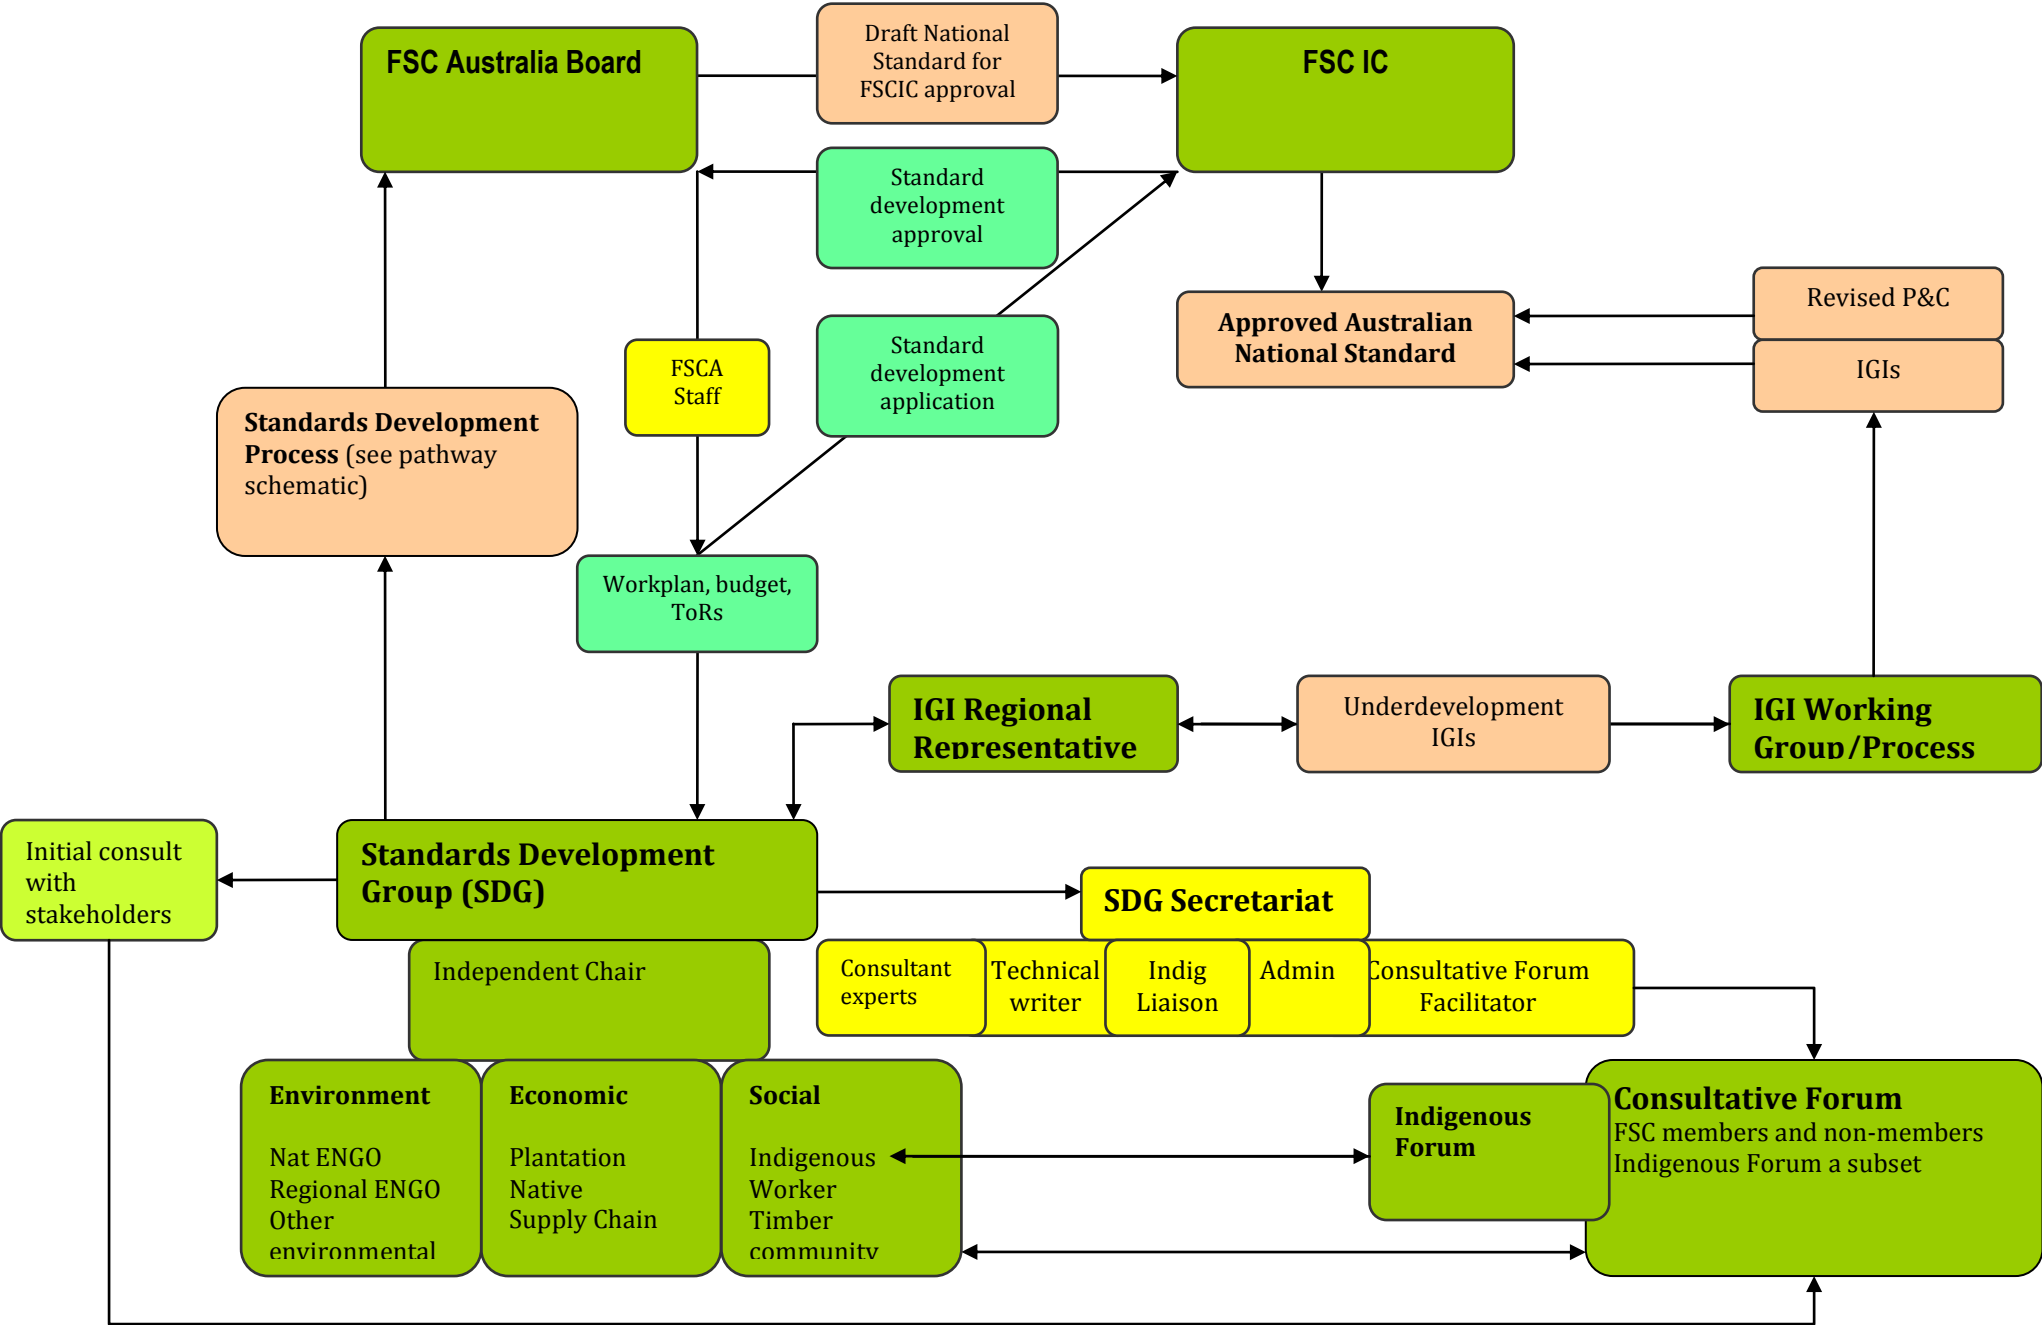 FSC Australia Board
Draft National
Standard for
FSCIC approval
FSC IC
Standard
development
approval
Standard
development
application
FSCA
Staff
Approved Australian
National Standard
Revised P&C
IGIs
Standards Development
Process (see pathway
schematic)
Workplan, budget,
ToRs
IGI Regional
Representative
Underdevelopment
IGIs
IGI Working
Group/Process
Initial consult
with
stakeholders
Standards Development
Group (SDG)
SDG Secretariat
Independent Chair
Consultant
experts
Technical
writer
Indig
Liaison
Admin
Consultative Forum
Facilitator
Environment
Nat ENGO
Regional ENGO
Other
environmental
Economic
Plantation
Native
Supply Chain
Social
Indigenous
Worker
Timber
community
Indigenous
Forum
Consultative Forum
FSC members and non-members
Indigenous Forum a subset